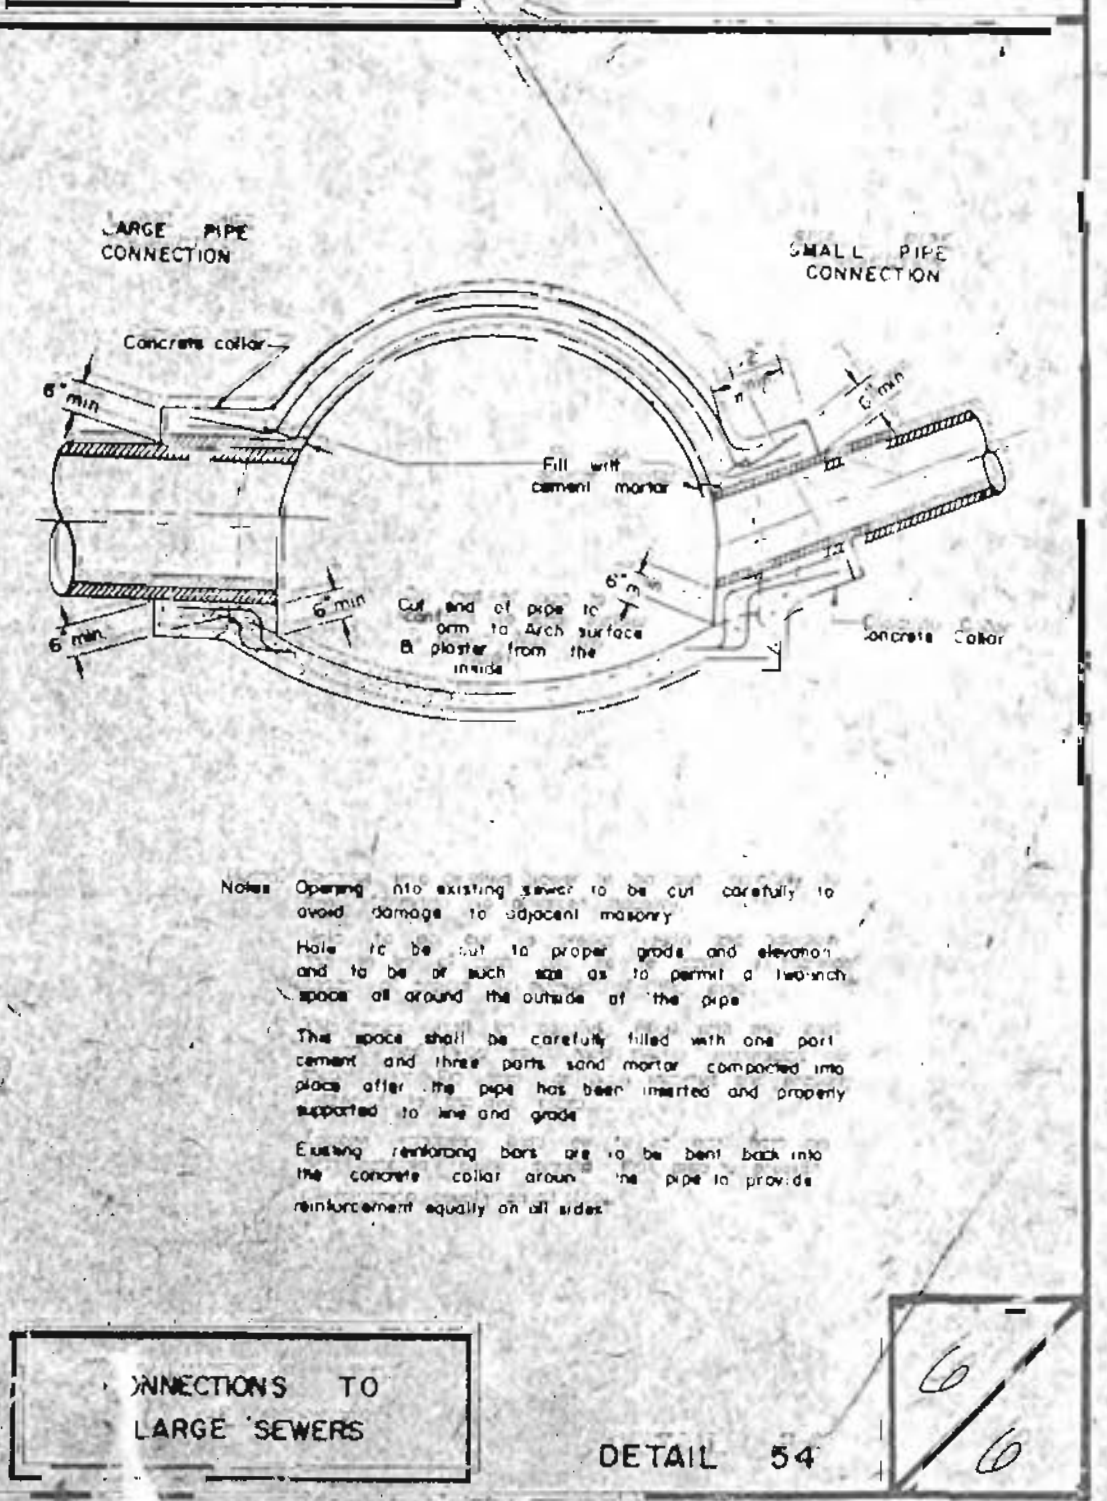 LARGE PIPE
CONNECTION
SMALL PIPE
CONNECTION
Concrete collar
6" min
1'-2"
6" min
Fill with
cement mortar
6" min
6" min
6"
Cut end of pipe to
orm to Arch surface
& plaster from the
inside
Concrete Collar
Notes Opening into existing sewer to be cut carefully to
avoid damage to adjacent masonry
Hole to be cut to proper grade and elevation
and to be of such size as to permit a two-inch
space all around the outside of the pipe
This space shall be carefully filled with one part
cement and three parts sand mortar compacted into
place after the pipe has been inserted and properly
supported to line and grade
Existing reinforcing bars are to be bent back into
the concrete collar around the pipe to provide
reinforcement equally on all sides
CONNECTIONS TO
LARGE SEWERS
DETAIL 54
6
6